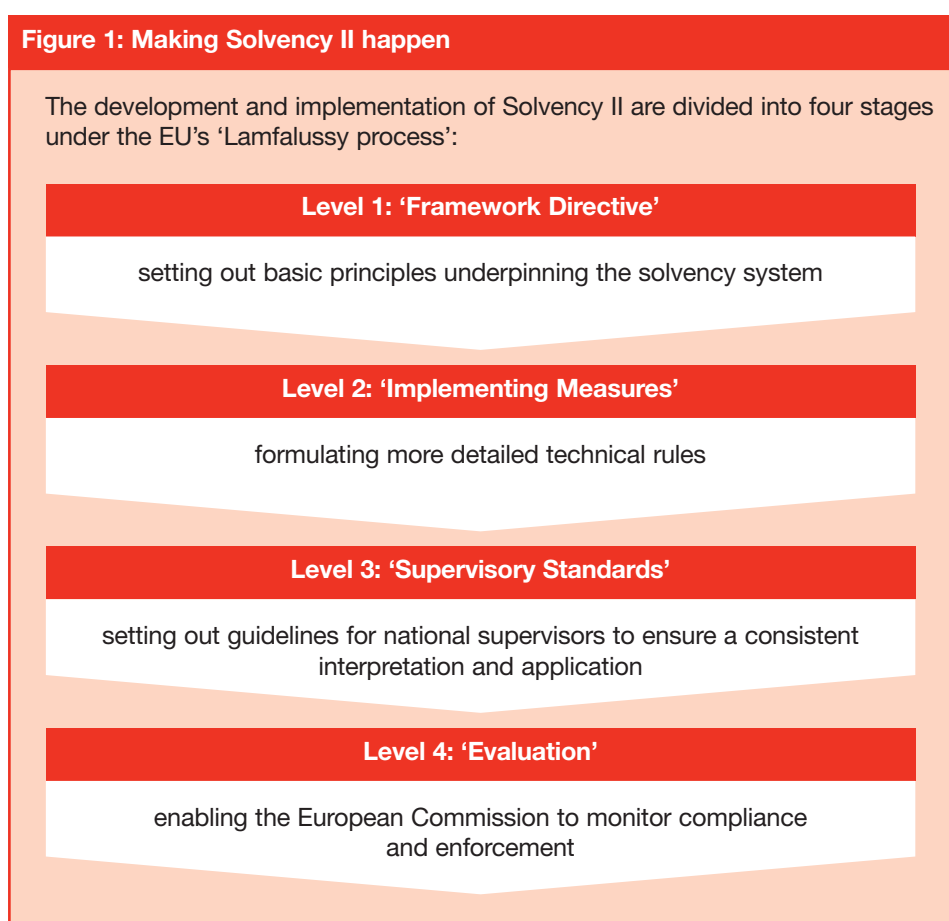 Figure 1: Making Solvency II happen
The development and implementation of Solvency II are divided into four stages
under the EU's ‘Lamfalussy process’:
Level 1: ‘Framework Directive’
setting out basic principles underpinning the solvency system
Level 2: ‘Implementing Measures’
formulating more detailed technical rules
Level 3: ‘Supervisory Standards’
setting out guidelines for national supervisors to ensure a consistent
interpretation and application
Level 4: ‘Evaluation’
enabling the European Commission to monitor compliance
and enforcement